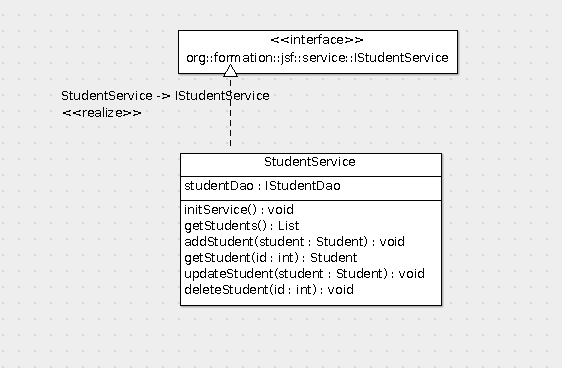 <<interface>>
org::formation::jsf::service::IStudentService
StudentService -> IStudentService
<<realize>>
StudentService
studentDao : IStudentDao
initService() : void
getStudents() : List
addStudent(student : Student) : void
getStudent(id : int) : Student
updateStudent(student : Student) : void
deleteStudent(id : int) : void